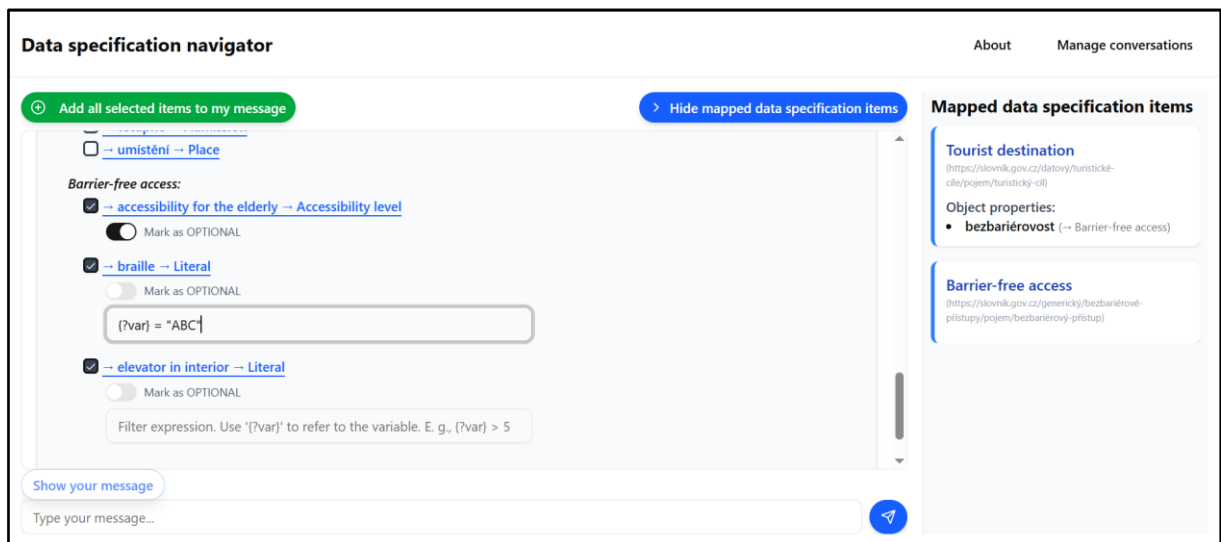 Data specification navigator
About
Manage conversations
Add all selected items to my message
Hide mapped data specification items
→ umístění → Place
Barrier-free access:
→ accessibility for the elderly → Accessibility level
Mark as OPTIONAL
→ braille → Literal
Mark as OPTIONAL
{?var} = "ABC"
→ elevator in interior → Literal
Mark as OPTIONAL
Filter expression. Use '{?var}' to refer to the variable. E. g., {?var} > 5
Show your message
Type your message...
Mapped data specification items
Tourist destination
(https://slovník.gov.cz/datový/turistické-
cíle/pojem/turistický-cíl)
Object properties:
• bezbariérovost (→ Barrier-free access)
Barrier-free access
(https://slovník.gov.cz/generický/bezbariérové-
přístupy/pojem/bezbariérový-přístup)